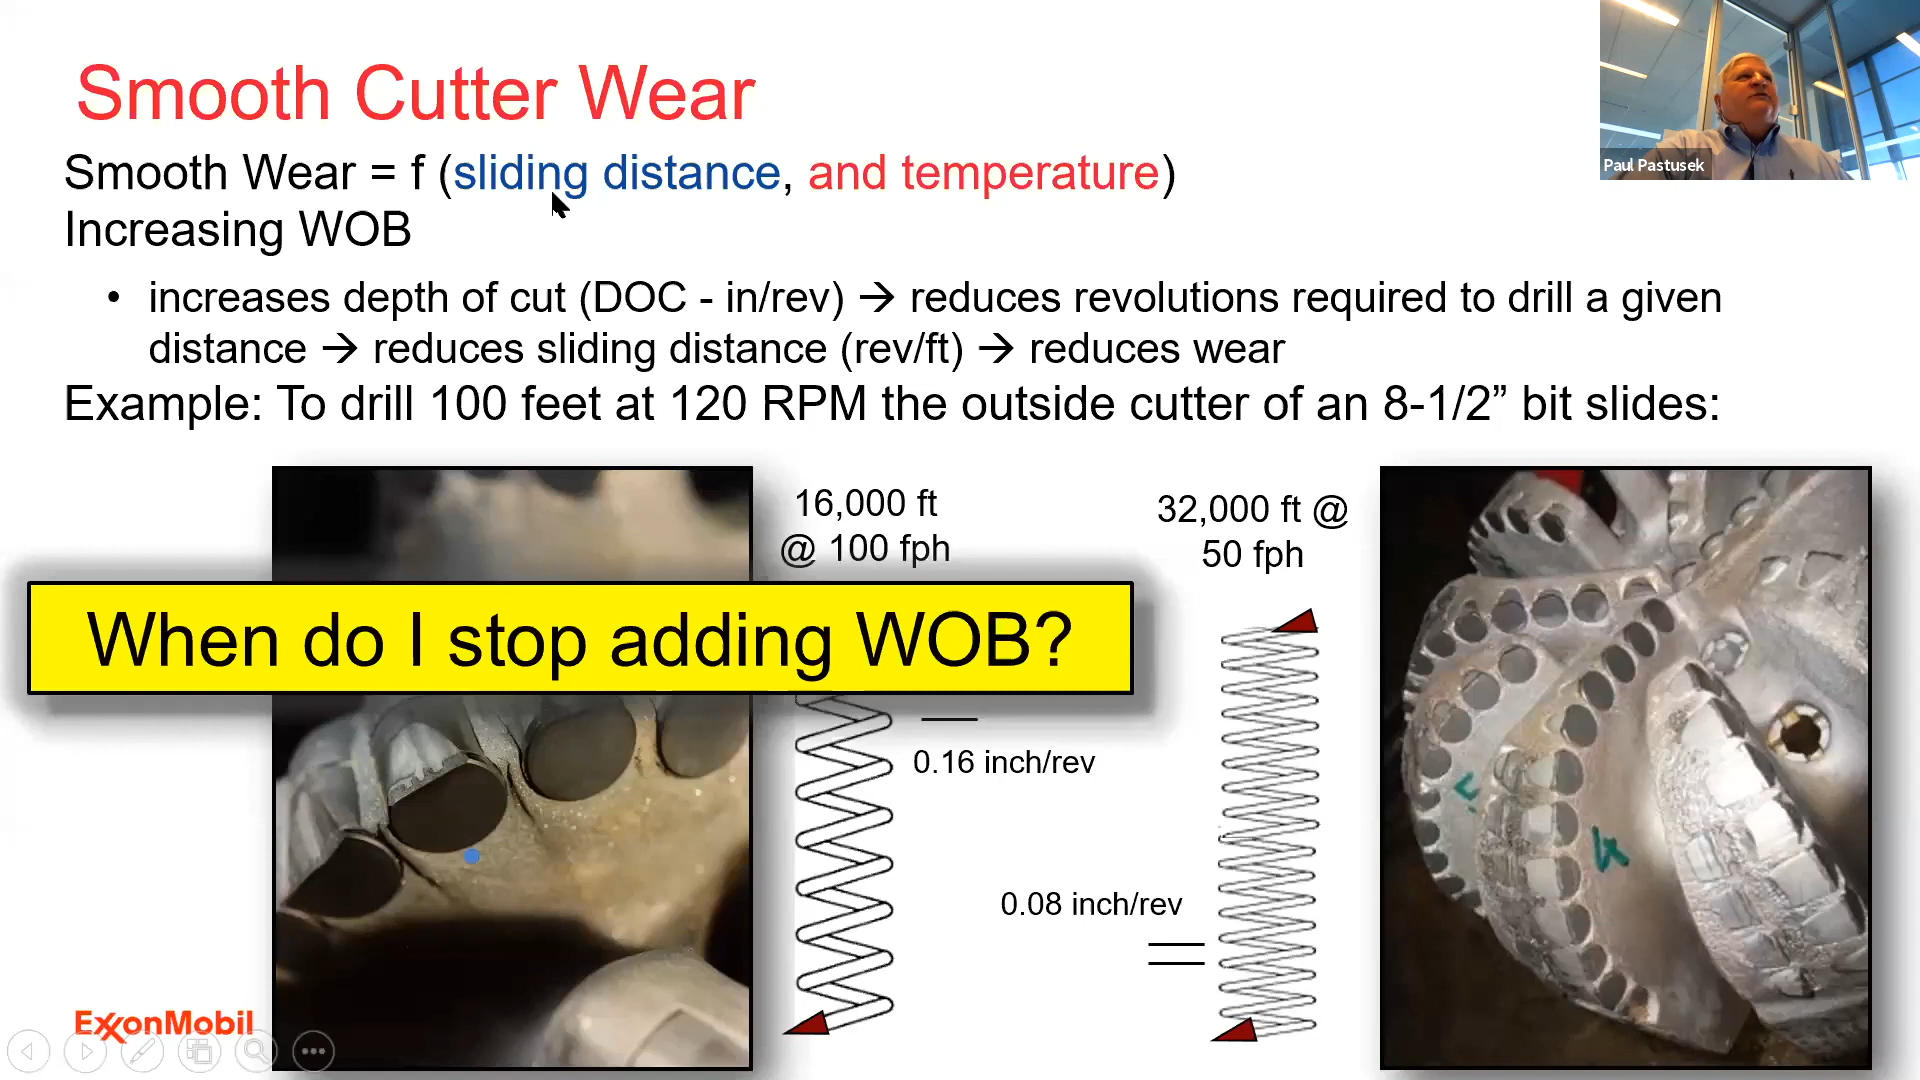 Smooth Cutter Wear
Paul Pastusek
Smooth Wear = f (sliding distance, and temperature)
Increasing WOB
• increases depth of cut (DOC - in/rev) → reduces revolutions required to drill a given
distance → reduces sliding distance (rev/ft) → reduces wear
Example: To drill 100 feet at 120 RPM the outside cutter of an 8-1/2” bit slides:
16,000 ft
@ 100 fph
32,000 ft @
50 fph
When do I stop adding WOB?
0.16 inch/rev
0.08 inch/rev
4
ExxonMobil